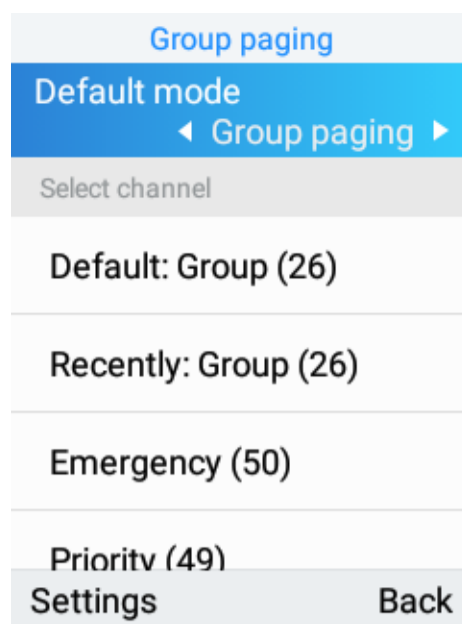 Group paging
Default mode
Group paging
Select channel
Default: Group (26)
Recently: Group (26)
Emergency (50)
Priority (49)
Settings Back